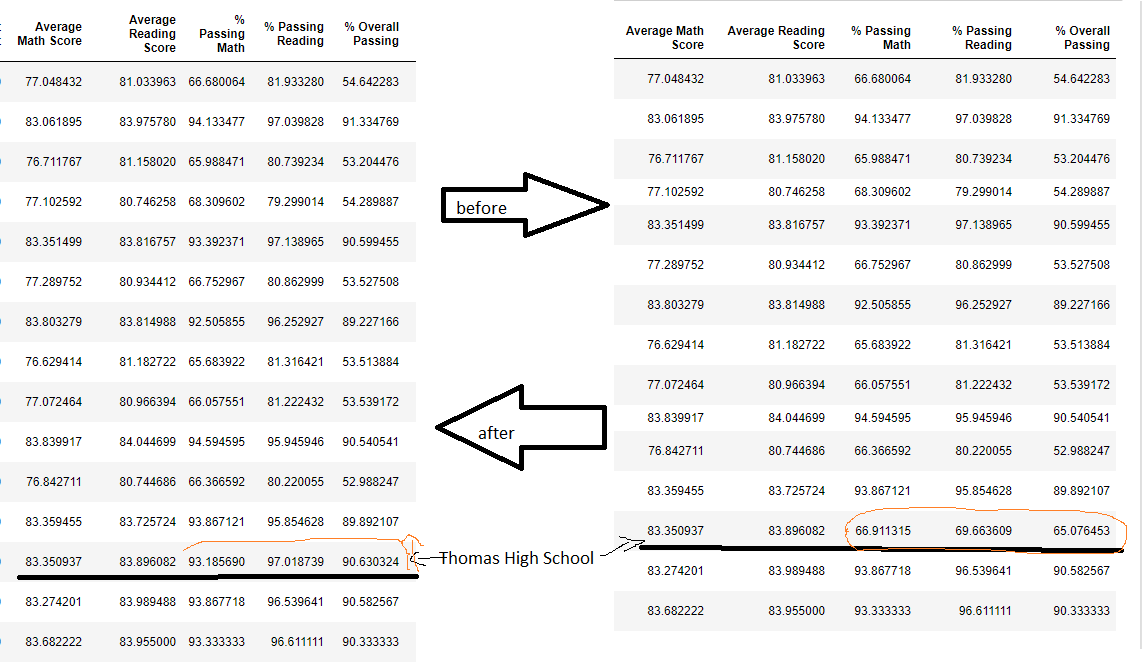 Average Math Score Average Reading Score % Passing Math % Passing Reading % Overall Passing
77.048432 81.033963 66.680064 81.933280 54.642283
83.061895 83.975780 94.133477 97.039828 91.334769
76.711767 81.158020 65.988471 80.739234 53.204476
77.102592 80.746258 68.309602 79.299014 54.289887
83.351499 83.816757 93.392371 97.138965 90.599455
77.289752 80.934412 66.752967 80.862999 53.527508
83.803279 83.814988 92.505855 96.252927 89.227166
76.629414 81.182722 65.683922 81.316421 53.513884
77.072464 80.966394 66.057551 81.222432 53.539172
83.839917 84.044699 94.594595 95.945946 90.540541
76.842711 80.744686 66.366592 80.220055 52.988247
83.359455 83.725724 93.867121 95.854628 89.892107
83.350937 83.896082 93.185690 97.018739 90.630324
83.274201 83.989488 93.867718 96.539641 90.582567
83.682222 83.955000 93.333333 96.611111 90.333333
before
after
Thomas High School
Average Math Score Average Reading Score % Passing Math % Passing Reading % Overall Passing
77.048432 81.033963 66.680064 81.933280 54.642283
83.061895 83.975780 94.133477 97.039828 91.334769
76.711767 81.158020 65.988471 80.739234 53.204476
77.102592 80.746258 68.309602 79.299014 54.289887
83.351499 83.816757 93.392371 97.138965 90.599455
77.289752 80.934412 66.752967 80.862999 53.527508
83.803279 83.814988 92.505855 96.252927 89.227166
76.629414 81.182722 65.683922 81.316421 53.513884
77.072464 80.966394 66.057551 81.222432 53.539172
83.839917 84.044699 94.594595 95.945946 90.540541
76.842711 80.744686 66.366592 80.220055 52.988247
83.359455 83.725724 93.867121 95.854628 89.892107
83.350937 83.896082 66.911315 69.663609 65.076453
83.274201 83.989488 93.867718 96.539641 90.582567
83.682222 83.955000 93.333333 96.611111 90.333333